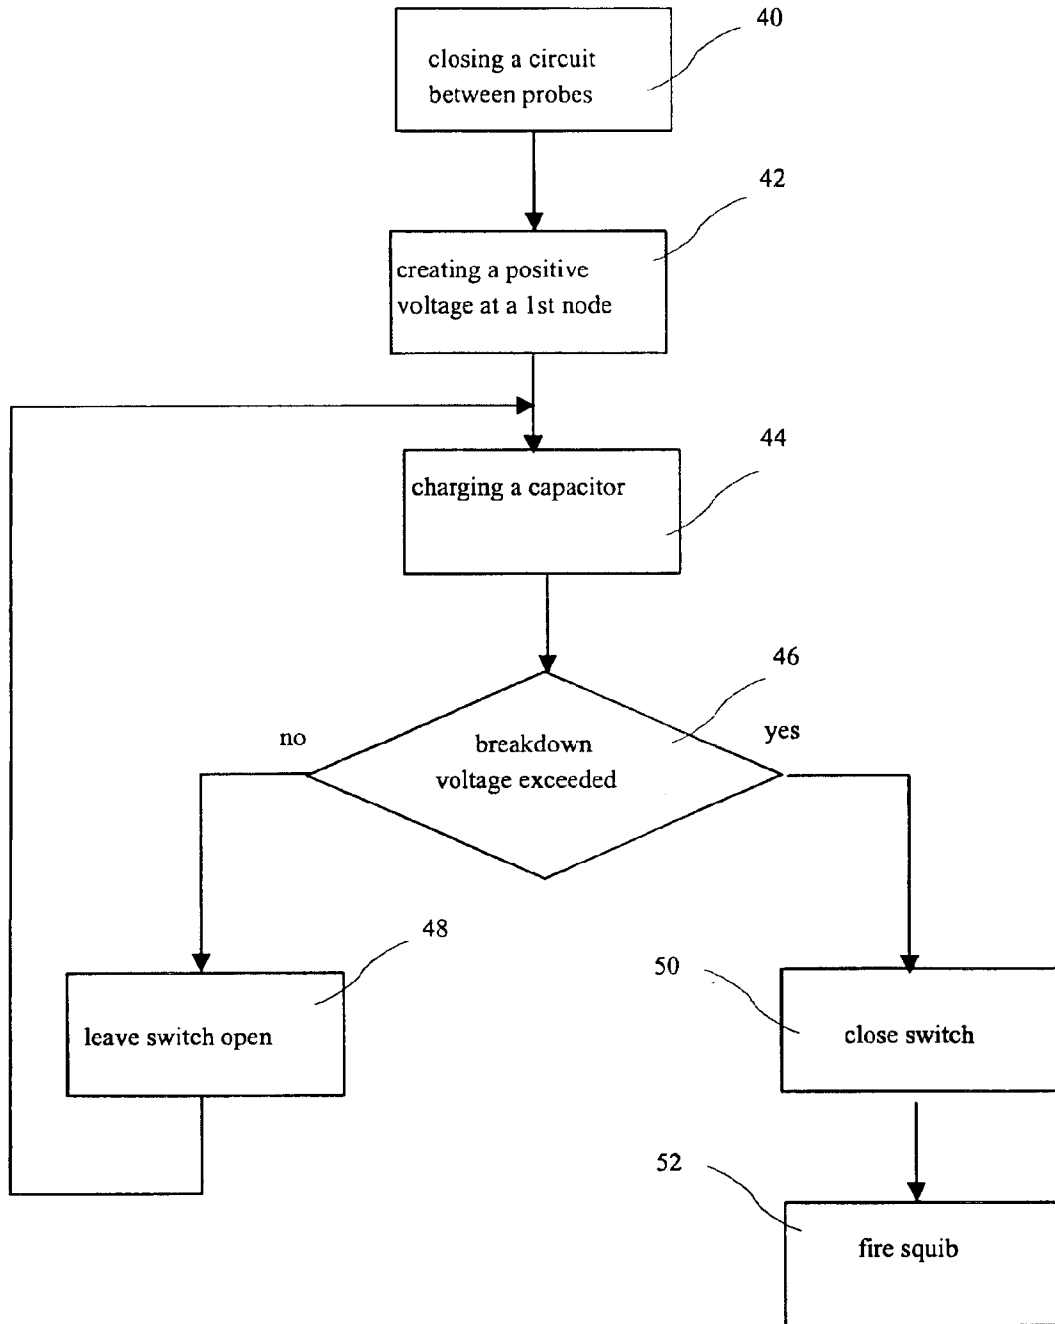 closing a circuit
between probes
40
creating a positive
voltage at a 1st node
42
charging a capacitor
44
breakdown
voltage exceeded
46
no
yes
leave switch open
48
close switch
50
fire squib
52